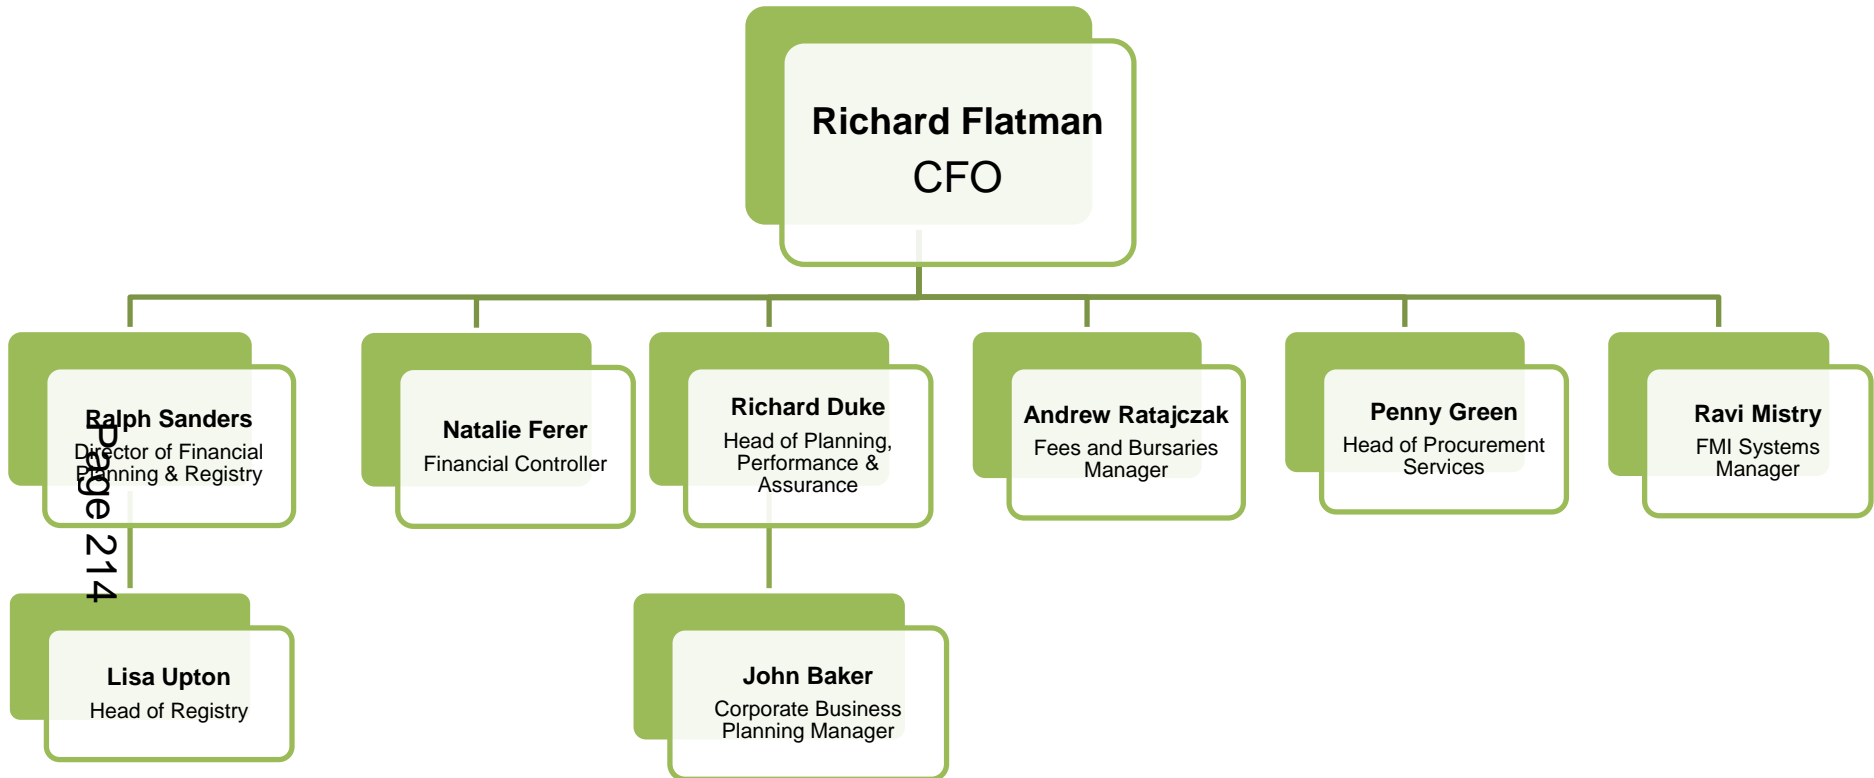 Richard Flatman
CFO
Ralph Sanders
Director of Financial
Planning & Registry
Natalie Ferer
Financial Controller
Richard Duke
Head of Planning,
Performance &
Assurance
Andrew Ratajczak
Fees and Bursaries
Manager
Penny Green
Head of Procurement
Services
Ravi Mistry
FMI Systems
Manager
Page 214
Lisa Upton
Head of Registry
John Baker
Corporate Business
Planning Manager